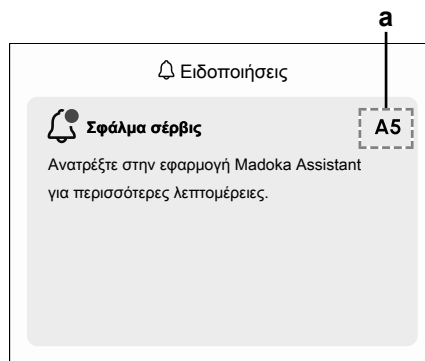 a
Ειδοποιήσεις
Σφάλμα σέρβις A5
Ανατρέξτε στην εφαρμογή Madoka Assistant
για περισσότερες λεπτομέρειες.